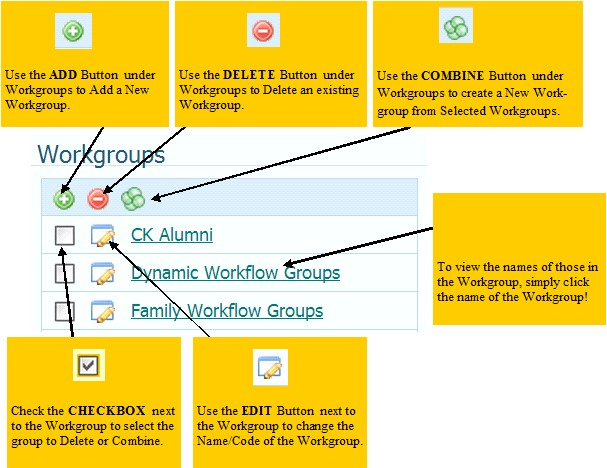 Use the ADD Button under
Workgroups to Add a New
Workgroup.
Use the DELETE Button under
Workgroups to Delete an existing
Workgroup.
Use the COMBINE Button under
Workgroups to create a New Work-
group from Selected Workgroups.
Workgroups
CK Alumni
Dynamic Workflow Groups
Family Workflow Groups
To view the names of those in
the Workgroup, simply click
the name of the Workgroup!
Check the CHECKBOX next
to the Workgroup to select the
group to Delete or Combine.
Use the EDIT Button next to
the Workgroup to change the
Name/Code of the Workgroup.